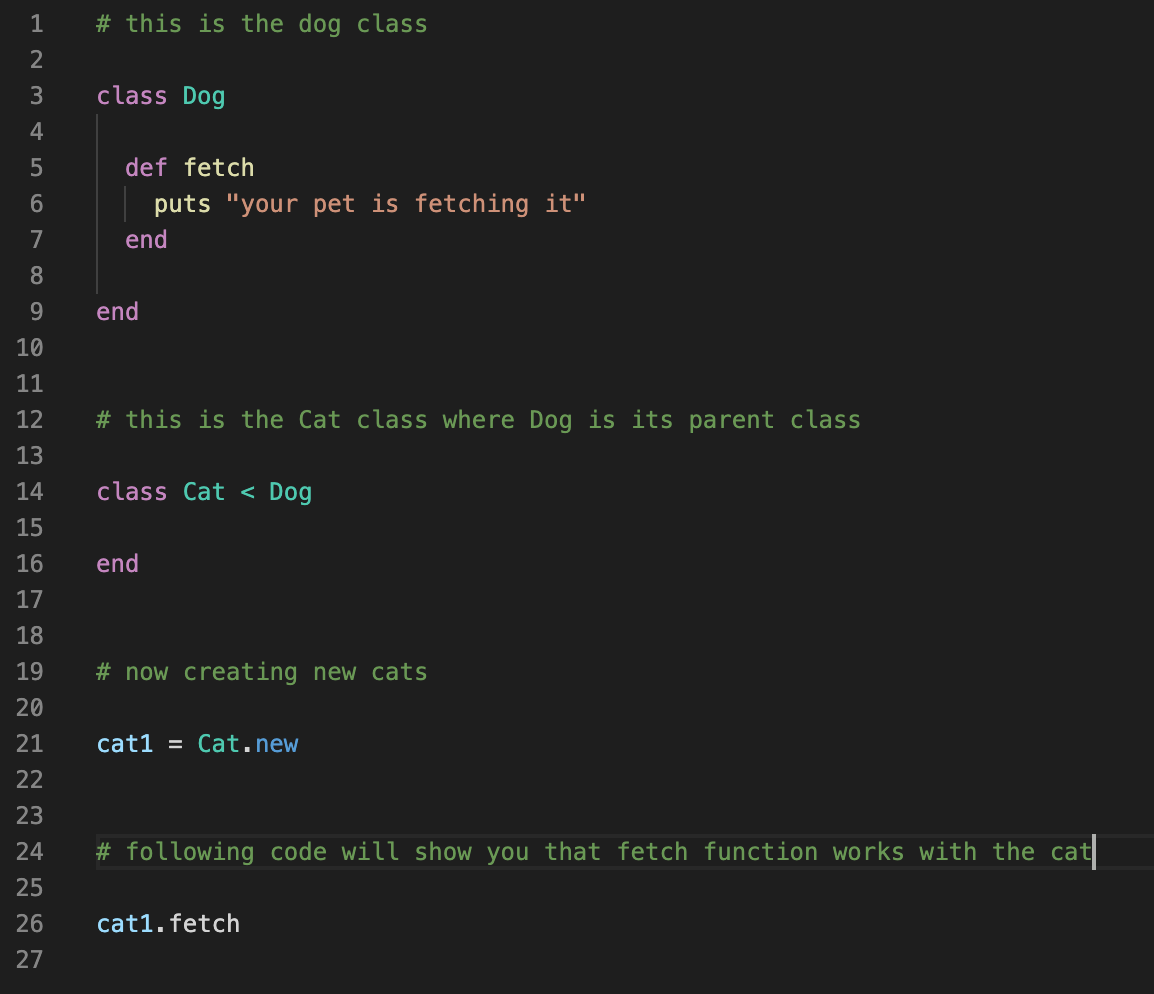 1 # this is the dog class
2
3 class Dog
4
5 def fetch
6 puts "your pet is fetching it"
7 end
8
9 end
10
11
12 # this is the Cat class where Dog is its parent class
13
14 class Cat < Dog
15
16 end
17
18
19 # now creating new cats
20
21 cat1 = Cat.new
22
23
24 # following code will show you that fetch function works with the cat
25
26 cat1.fetch
27